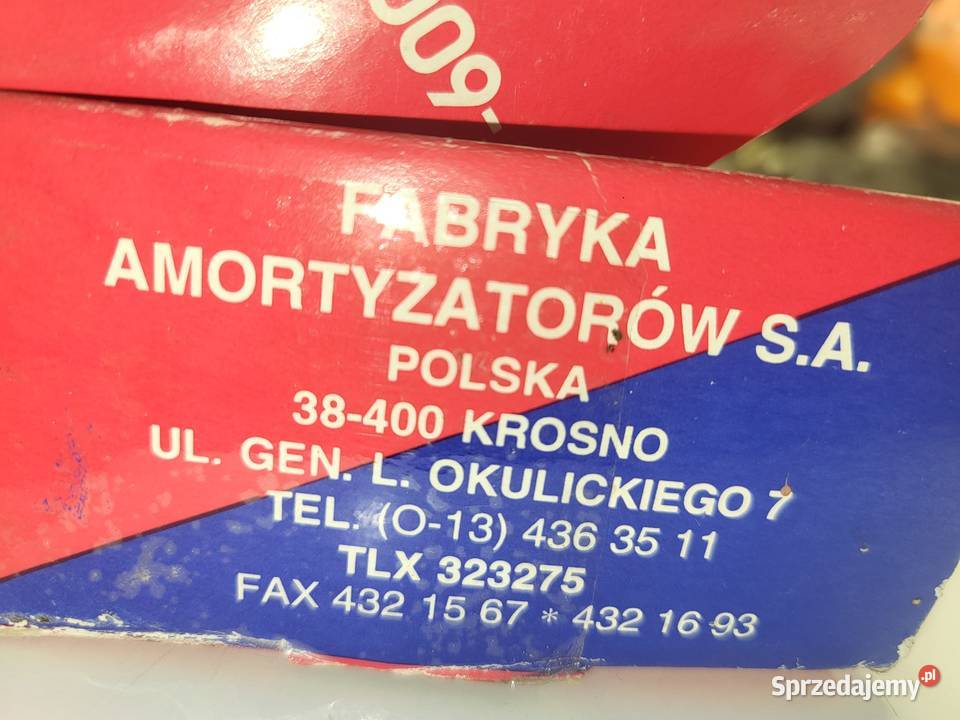 009-
FABRYKA
AMORTYZATORÓW S.A.
POLSKA
38-400 KROSNO
UL. GEN. L. OKULICKIEGO 7
TEL. (O-13) 436 35 11
TLX 323275
FAX 432 15 67 * 432 16 93
Sprzedajemy.pl